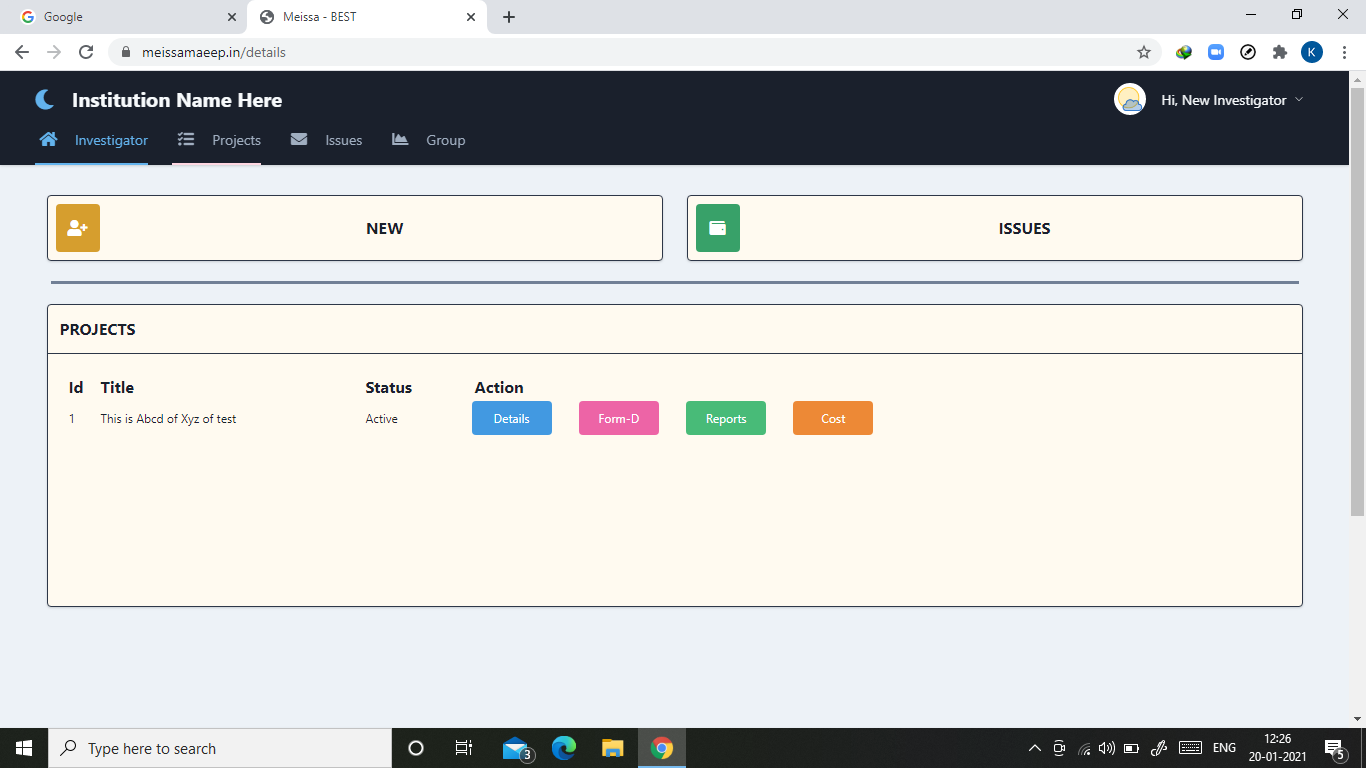 Google
Meissa - BEST
meissamaeep.in/details
K
Institution Name Here
Hi, New Investigator
Investigator
Projects
Issues
Group
NEW
ISSUES
PROJECTS
Id Title Status Action
1 This is Abcd of Xyz of test Active Details Form-D Reports Cost
Type here to search
3
ENG
12:26
20-01-2021
5